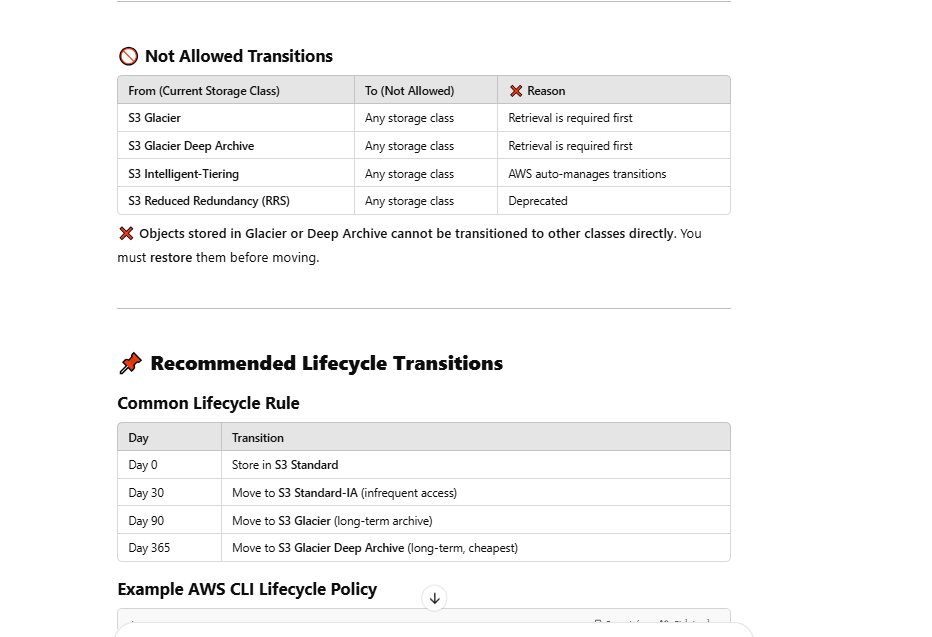 Not Allowed Transitions
From (Current Storage Class) To (Not Allowed) Reason
S3 Glacier Any storage class Retrieval is required first
S3 Glacier Deep Archive Any storage class Retrieval is required first
S3 Intelligent-Tiering Any storage class AWS auto-manages transitions
S3 Reduced Redundancy (RRS) Any storage class Deprecated
Objects stored in Glacier or Deep Archive cannot be transitioned to other classes directly. You
must restore them before moving.
Recommended Lifecycle Transitions
Common Lifecycle Rule
Day Transition
Day 0 Store in S3 Standard
Day 30 Move to S3 Standard-IA (infrequent access)
Day 90 Move to S3 Glacier (long-term archive)
Day 365 Move to S3 Glacier Deep Archive (long-term, cheapest)
Example AWS CLI Lifecycle Policy